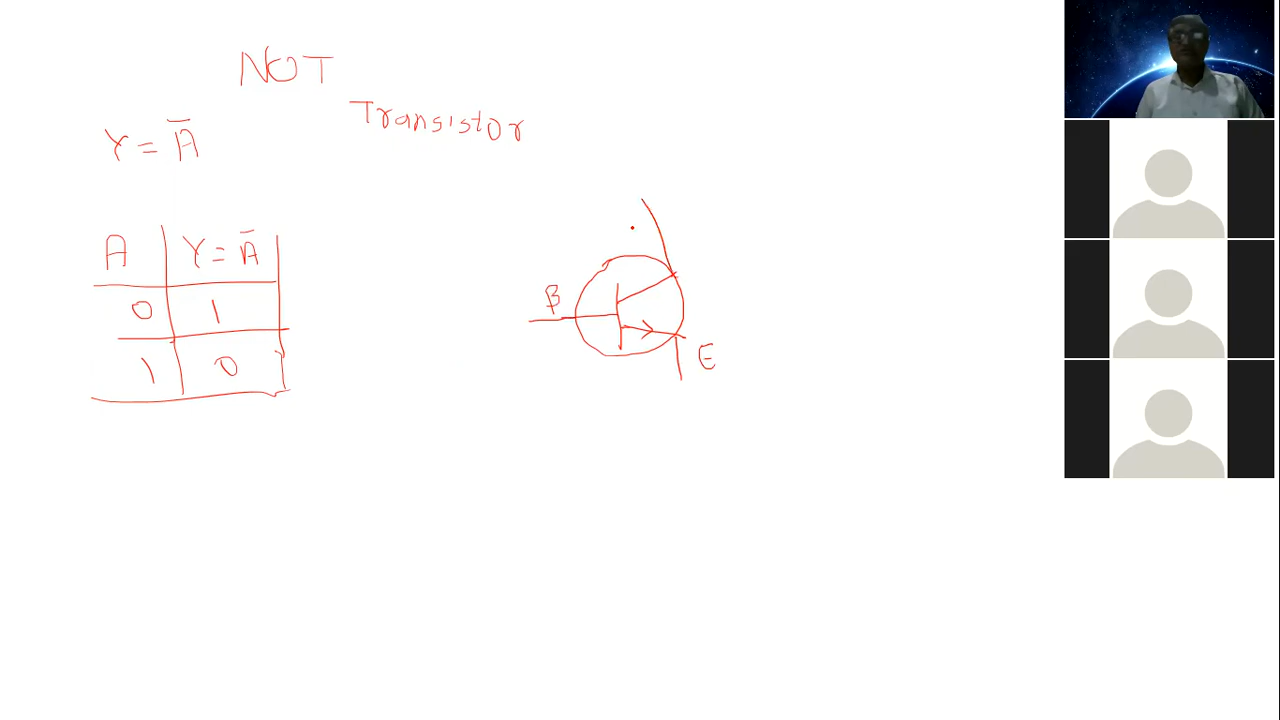 NOT
Transistor
Y = A̅
A Y = A̅
0 1
1 0
B
E